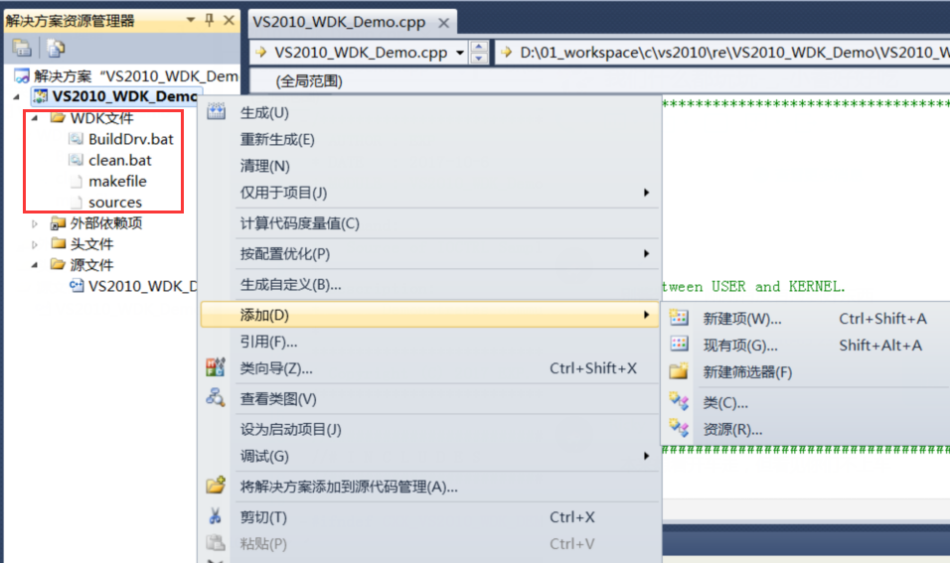 解决方案资源管理器
VS2010_WDK_Demo.cpp
VS2010_WDK_Demo.cpp
D:\01_workspace\c\vs2010\re\VS2010_WDK_Demo\VS2010_W
(全局范围)
解决方案 "VS2010_WDK_Dem
VS2010_WDK_Demo
WDK文件
BuildDrv.bat
clean.bat
makefile
sources
外部依赖项
头文件
源文件
VS2010_WDK_D
生成(U)
重新生成(E)
清理(N)
仅用于项目(J)
计算代码度量值(C)
按配置优化(P)
生成自定义(B)...
添加(D)
引用(F)...
类向导(Z)... Ctrl+Shift+X
查看类图(V)
设为启动项目(J)
调试(G)
将解决方案添加到源代码管理(A)...
剪切(T) Ctrl+X
粘贴(P) Ctrl+V
tween USER and KERNEL.
新建项(W)... Ctrl+Shift+A
现有项(G)... Shift+Alt+A
新建筛选器(F)
类(C)...
资源(R)...